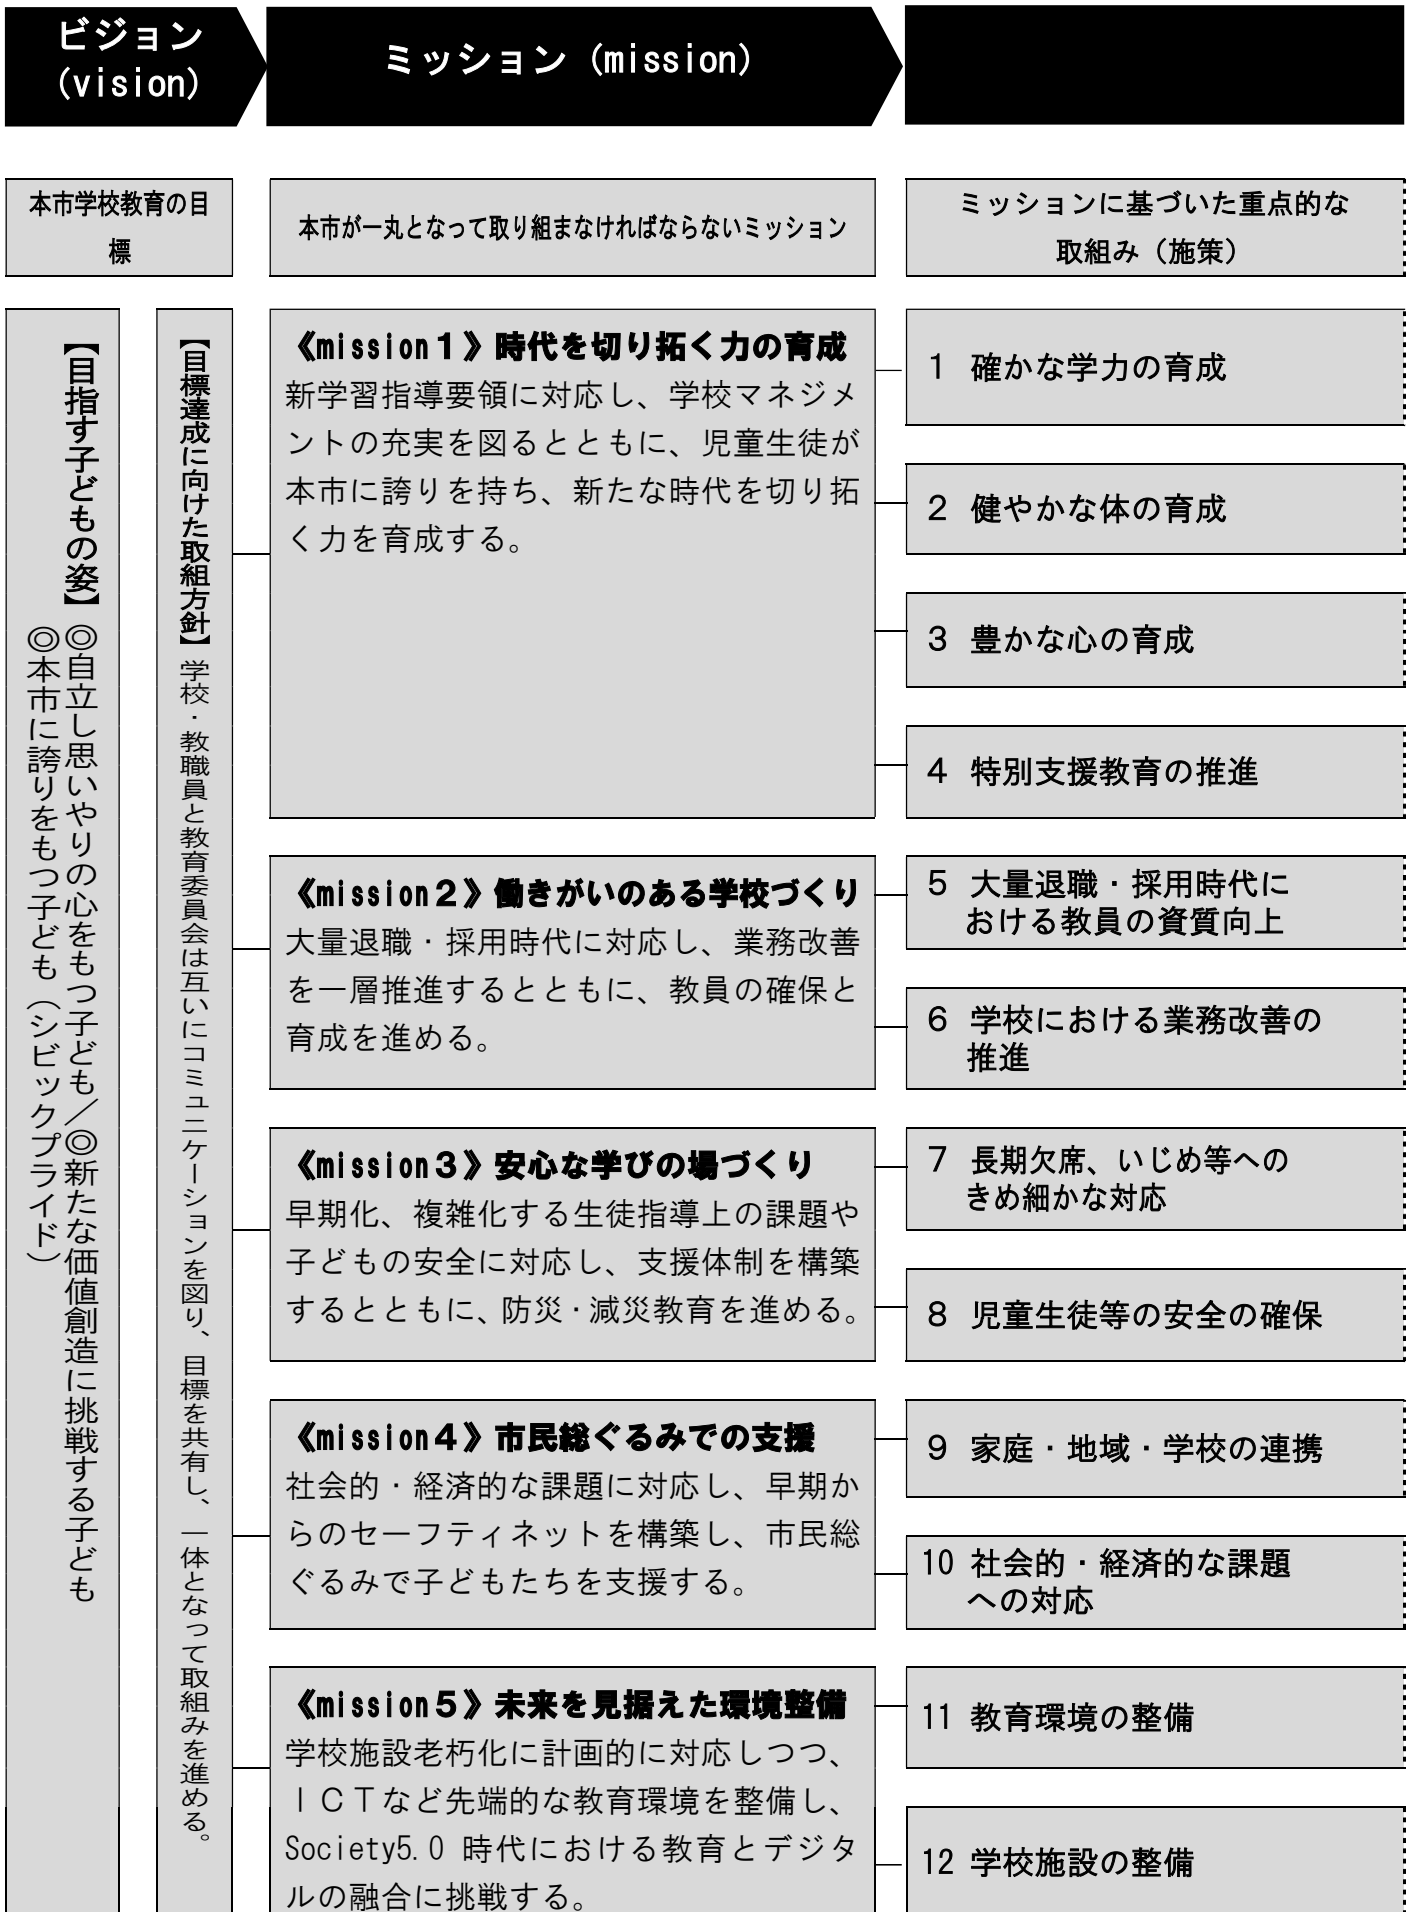 ビジョン
(vision)
ミッション (mission)
本市学校教育の目
標
本市が一丸となって取り組まなければならないミッション
ミッションに基づいた重点的な
取組み（施策）
【目指す子どもの姿】◎自立し思いやりの心をもつ子ども／◎新たな価値創造に挑戦する子ども
◎本市に誇りをもつ子ども（シビックプライド）
【目標達成に向けた取組方針】学校・教職員と教育委員会は互いにコミュニケーションを図り、目標を共有し、一体となって取組みを進める。
《mission１》時代を切り拓く力の育成
新学習指導要領に対応し、学校マネジメ
ントの充実を図るとともに、児童生徒が
本市に誇りを持ち、新たな時代を切り拓
く力を育成する。
１ 確かな学力の育成
２ 健やかな体の育成
３ 豊かな心の育成
４ 特別支援教育の推進
《mission２》働きがいのある学校づくり
大量退職・採用時代に対応し、業務改善
を一層推進するとともに、教員の確保と
育成を進める。
５ 大量退職・採用時代に
おける教員の資質向上
６ 学校における業務改善の
推進
《mission３》安心な学びの場づくり
早期化、複雑化する生徒指導上の課題や
子どもの安全に対応し、支援体制を構築
するとともに、防災・減災教育を進める。
７ 長期欠席、いじめ等への
きめ細かな対応
８ 児童生徒等の安全の確保
《mission４》市民総ぐるみでの支援
社会的・経済的な課題に対応し、早期か
らのセーフティネットを構築し、市民総
ぐるみで子どもたちを支援する。
９ 家庭・地域・学校の連携
10 社会的・経済的な課題
への対応
《mission５》未来を見据えた環境整備
学校施設老朽化に計画的に対応しつつ、
ＩＣＴなど先端的な教育環境を整備し、
Society5.0 時代における教育とデジタ
ルの融合に挑戦する。
11 教育環境の整備
12 学校施設の整備